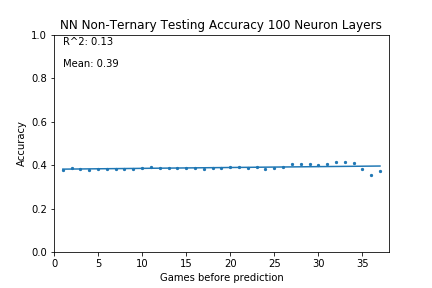 NN Non-Ternary Testing Accuracy 100 Neuron Layers
R^2: 0.13
Mean: 0.39
1.0
0.8
0.6
0.4
0.2
0.0
Accuracy
0 5 10 15 20 25 30 35
Games before prediction